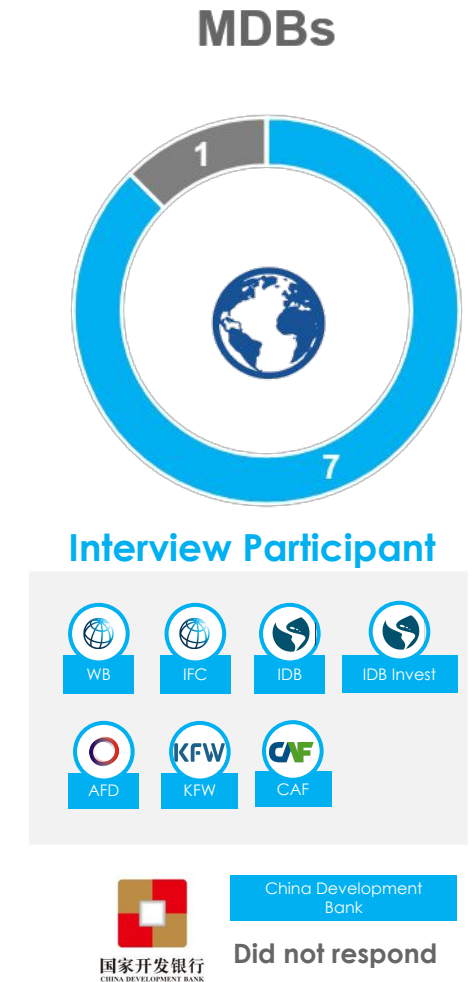 MDBs
1
7
Interview Participant
WB
IFC
IDB
IDB Invest
KFW
CAF
AFD
KFW
CAF
China Development
Bank
国家开发银行
CHINA DEVELOPMENT BANK
Did not respond